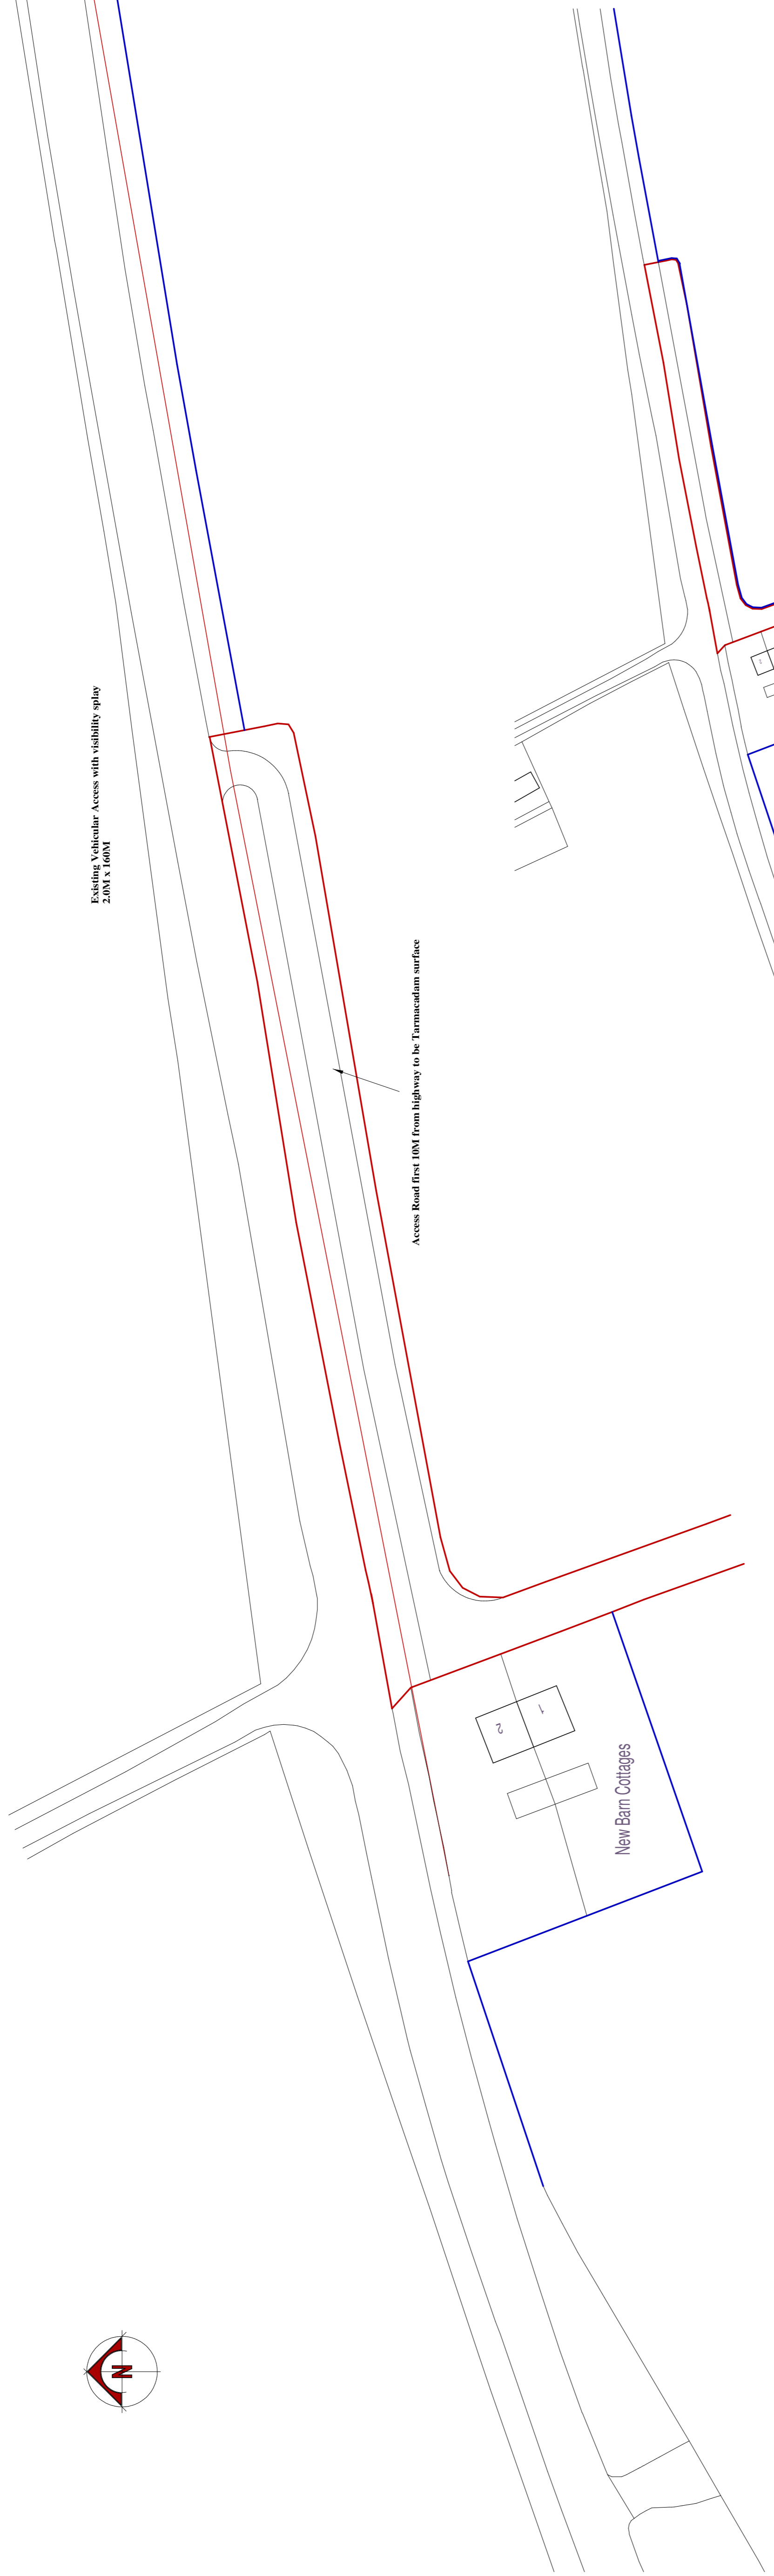 Existing Vehicular Access with visibility splay
2.0M x 160M
Access Road first 10M from highway to be Tarmacadam surface
1
2
New Barn Cottages
N